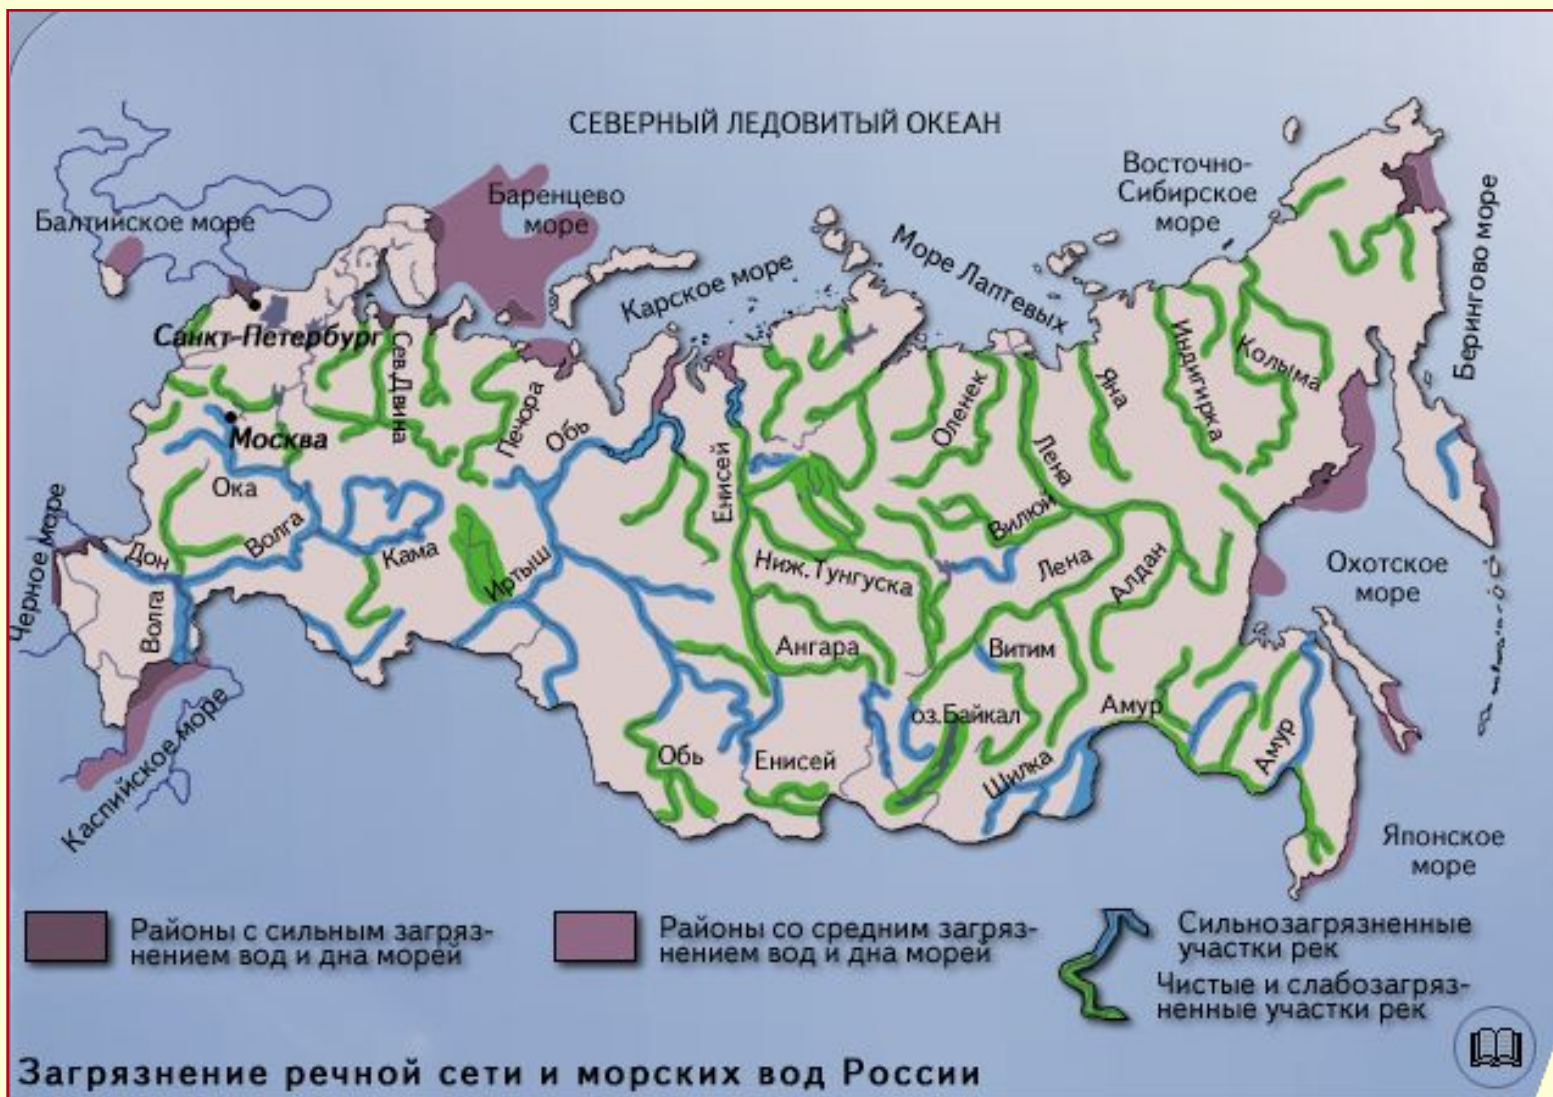 СЕВЕРНЫЙ ЛЕДОВИТЫЙ ОКЕАН
Восточно-
Сибирское
море
Баренцево
море
Балтийское море
Море Лаптевых
Карское море
Берингово море
Санкт-Петербург
Сев.Двина
Печора
Обь
Москва
Енисей
Оленек
Лена
Яна
Индигирка
Колыма
Ока
Волга
Дон
Черное море
Кама
Иртыш
Вилюй
Ниж.Тунгуска
Лена
Алдан
Охотское
море
Волга
Ангара
Витим
оз.Байкал
Амур
Амур
Каспийское море
Обь
Енисей
Шилка
Японское
море
Районы с сильным загряз-
нением вод и дна морей
Районы со средним загряз-
нением вод и дна морей
Сильнозагрязненные
участки рек
Чистые и слабозагряз-
ненные участки рек
Загрязнение речной сети и морских вод России